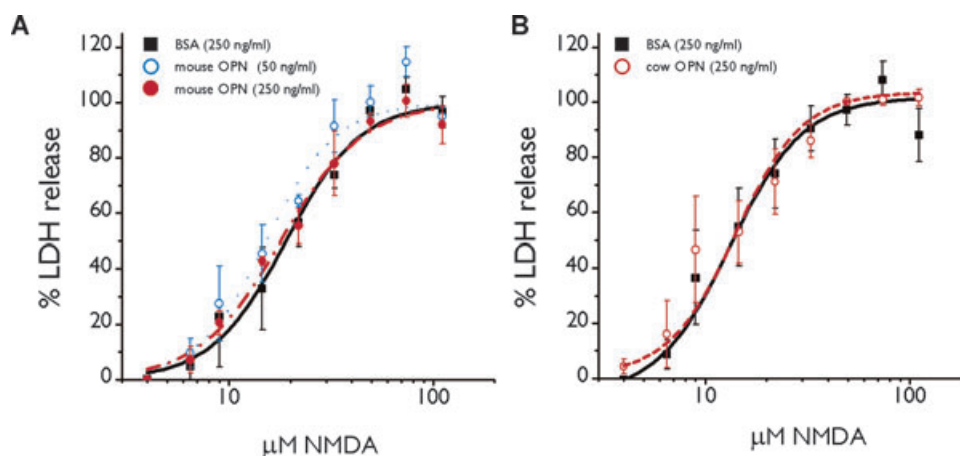 A
BSA (250 ng/ml)
mouse OPN (50 ng/ml)
mouse OPN (250 ng/ml)
120
100
80
60
40
20
0
% LDH release
10
100
µM NMDA
B
BSA (250 ng/ml)
cow OPN (250 ng/ml)
120
100
80
60
40
20
0
% LDH release
10
100
µM NMDA